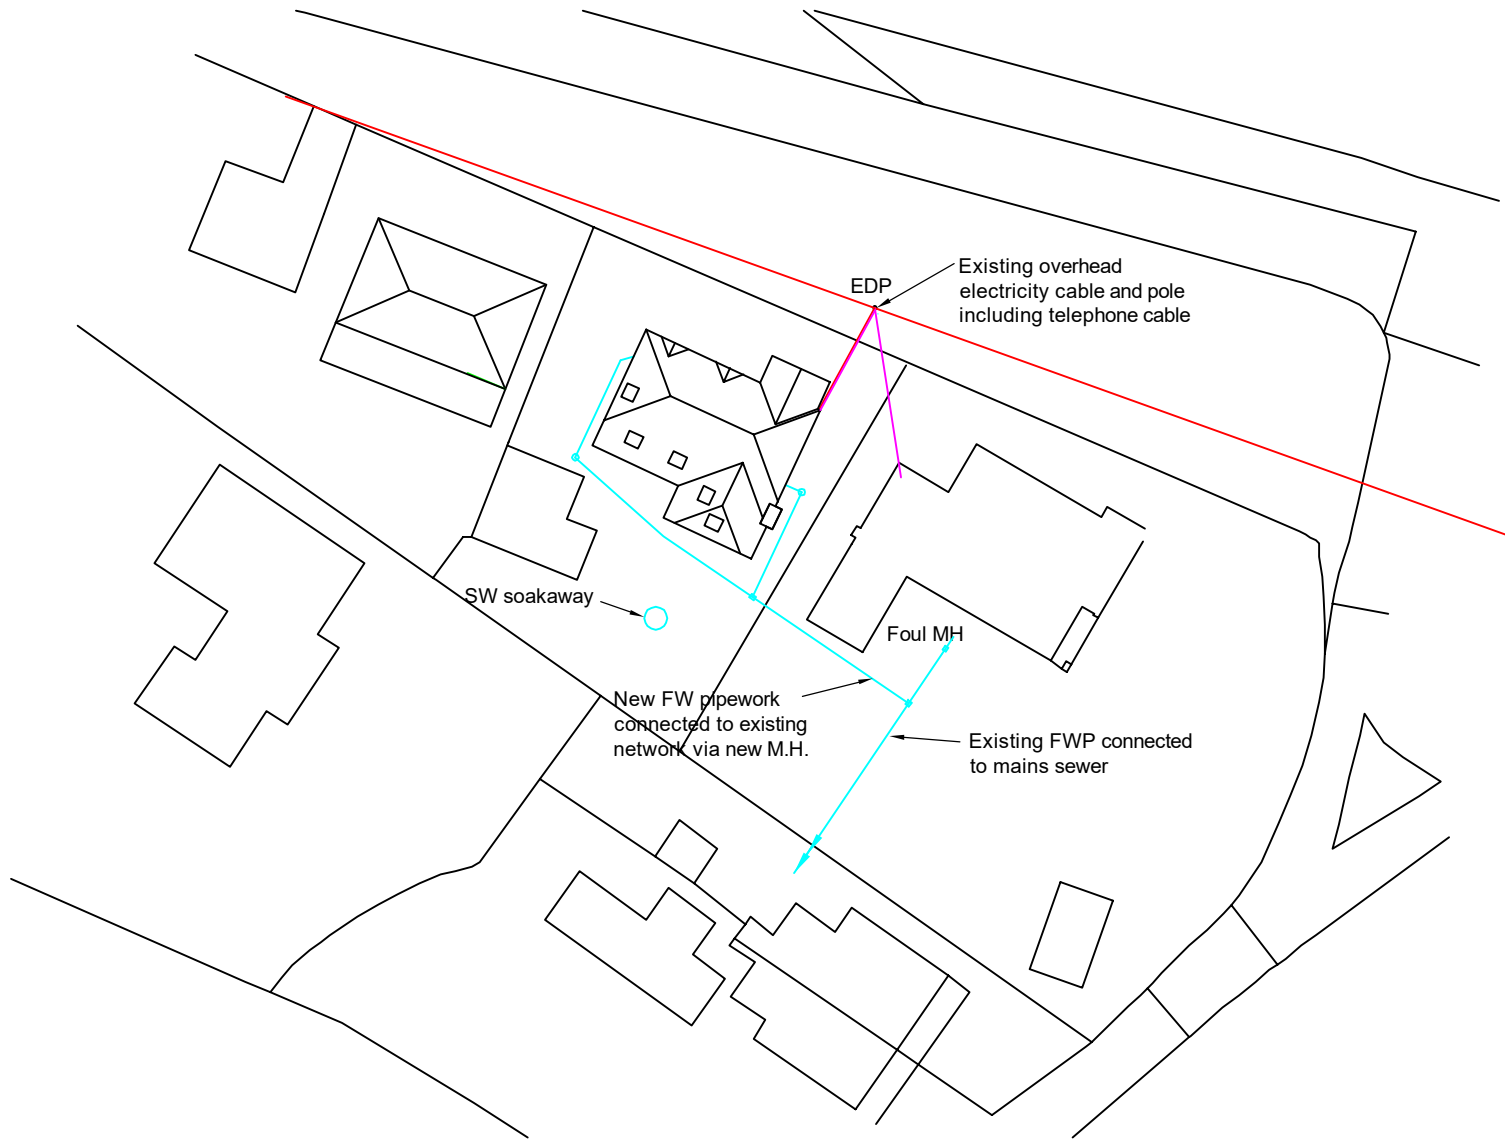 EDP
Existing overhead
electricity cable and pole
including telephone cable
SW soakaway
Foul MH
New FW pipework
connected to existing
network via new M.H.
Existing FWP connected
to mains sewer